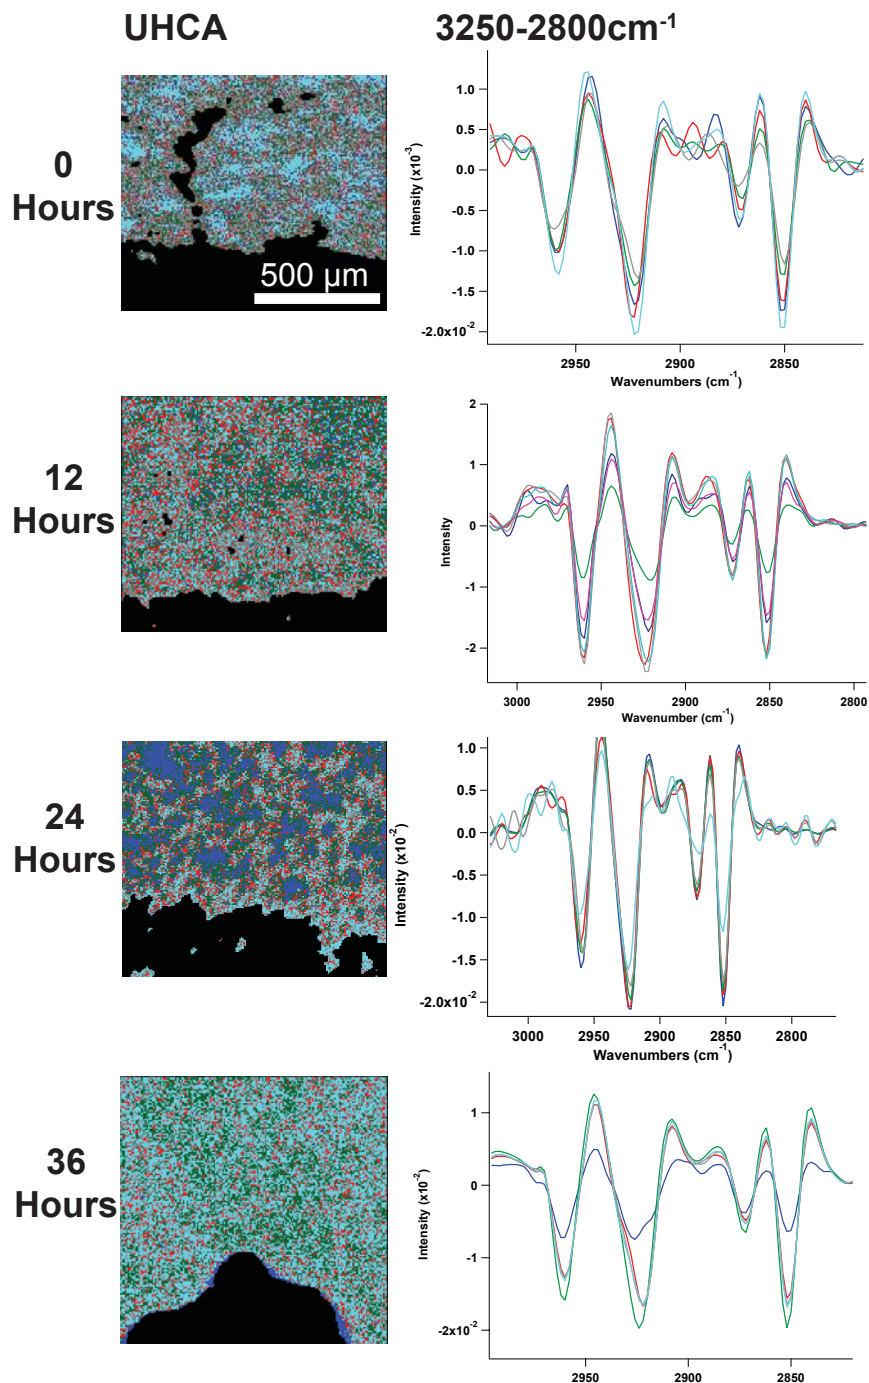 UHCA
3250-2800cm-1
0
Hours
500 µm
Intensity (x10-3)
1.0
0.5
0.0
-0.5
-1.0
-1.5
-2.0x10-2
2950
2900
2850
Wavenumbers (cm-1)
12
Hours
Intensity
2
1
0
-1
-2
3000
2950
2900
2850
2800
Wavenumber (cm-1)
24
Hours
Intensity (x10-2)
1.0
0.5
0.0
-0.5
-1.0
-1.5
-2.0x10-2
3000
2950
2900
2850
2800
Wavenumbers (cm-1)
36
Hours
Intensity (x10-2)
1
0
-1
-2x10-2
2950
2900
2850